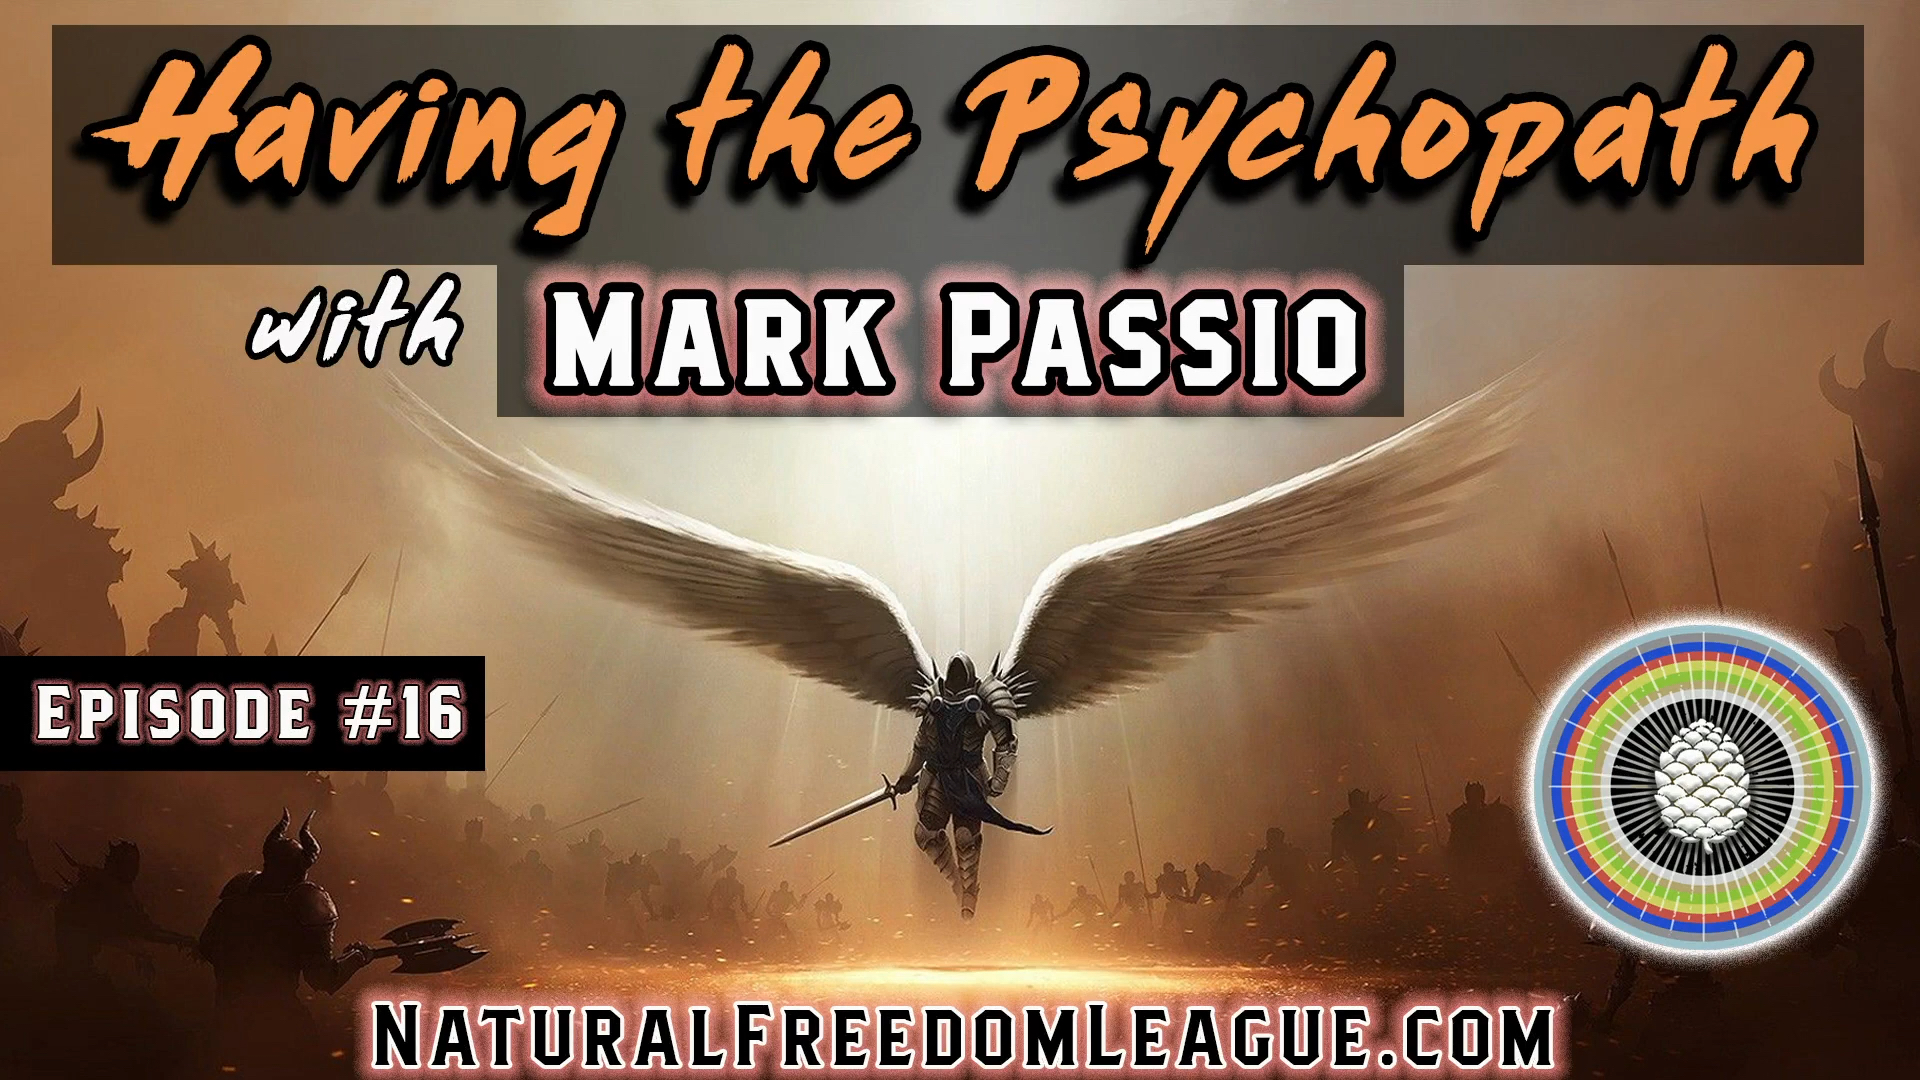 Having the Psychopath
with MARK PASSIO
EPISODE #16
NATURALFREEDOMLEAGUE.COM